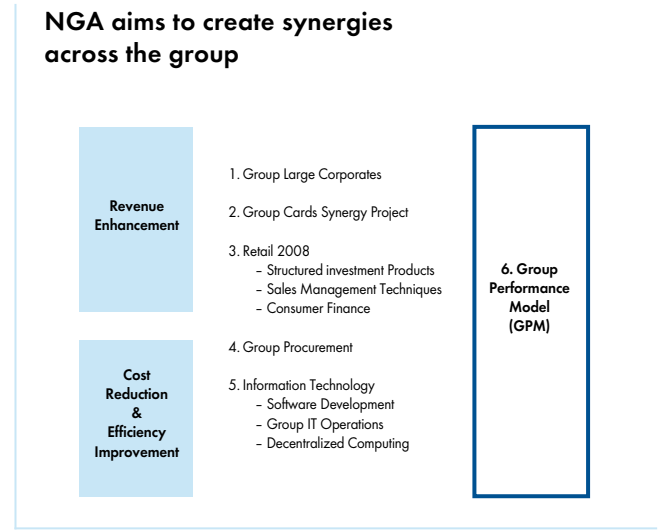 NGA aims to create synergies
across the group
Revenue
Enhancement
1. Group Large Corporates
2. Group Cards Synergy Project
3. Retail 2008
– Structured investment Products
– Sales Management Techniques
– Consumer Finance
Cost
Reduction
&
Efficiency
Improvement
4. Group Procurement
5. Information Technology
– Software Development
– Group IT Operations
– Decentralized Computing
6. Group
Performance
Model
(GPM)